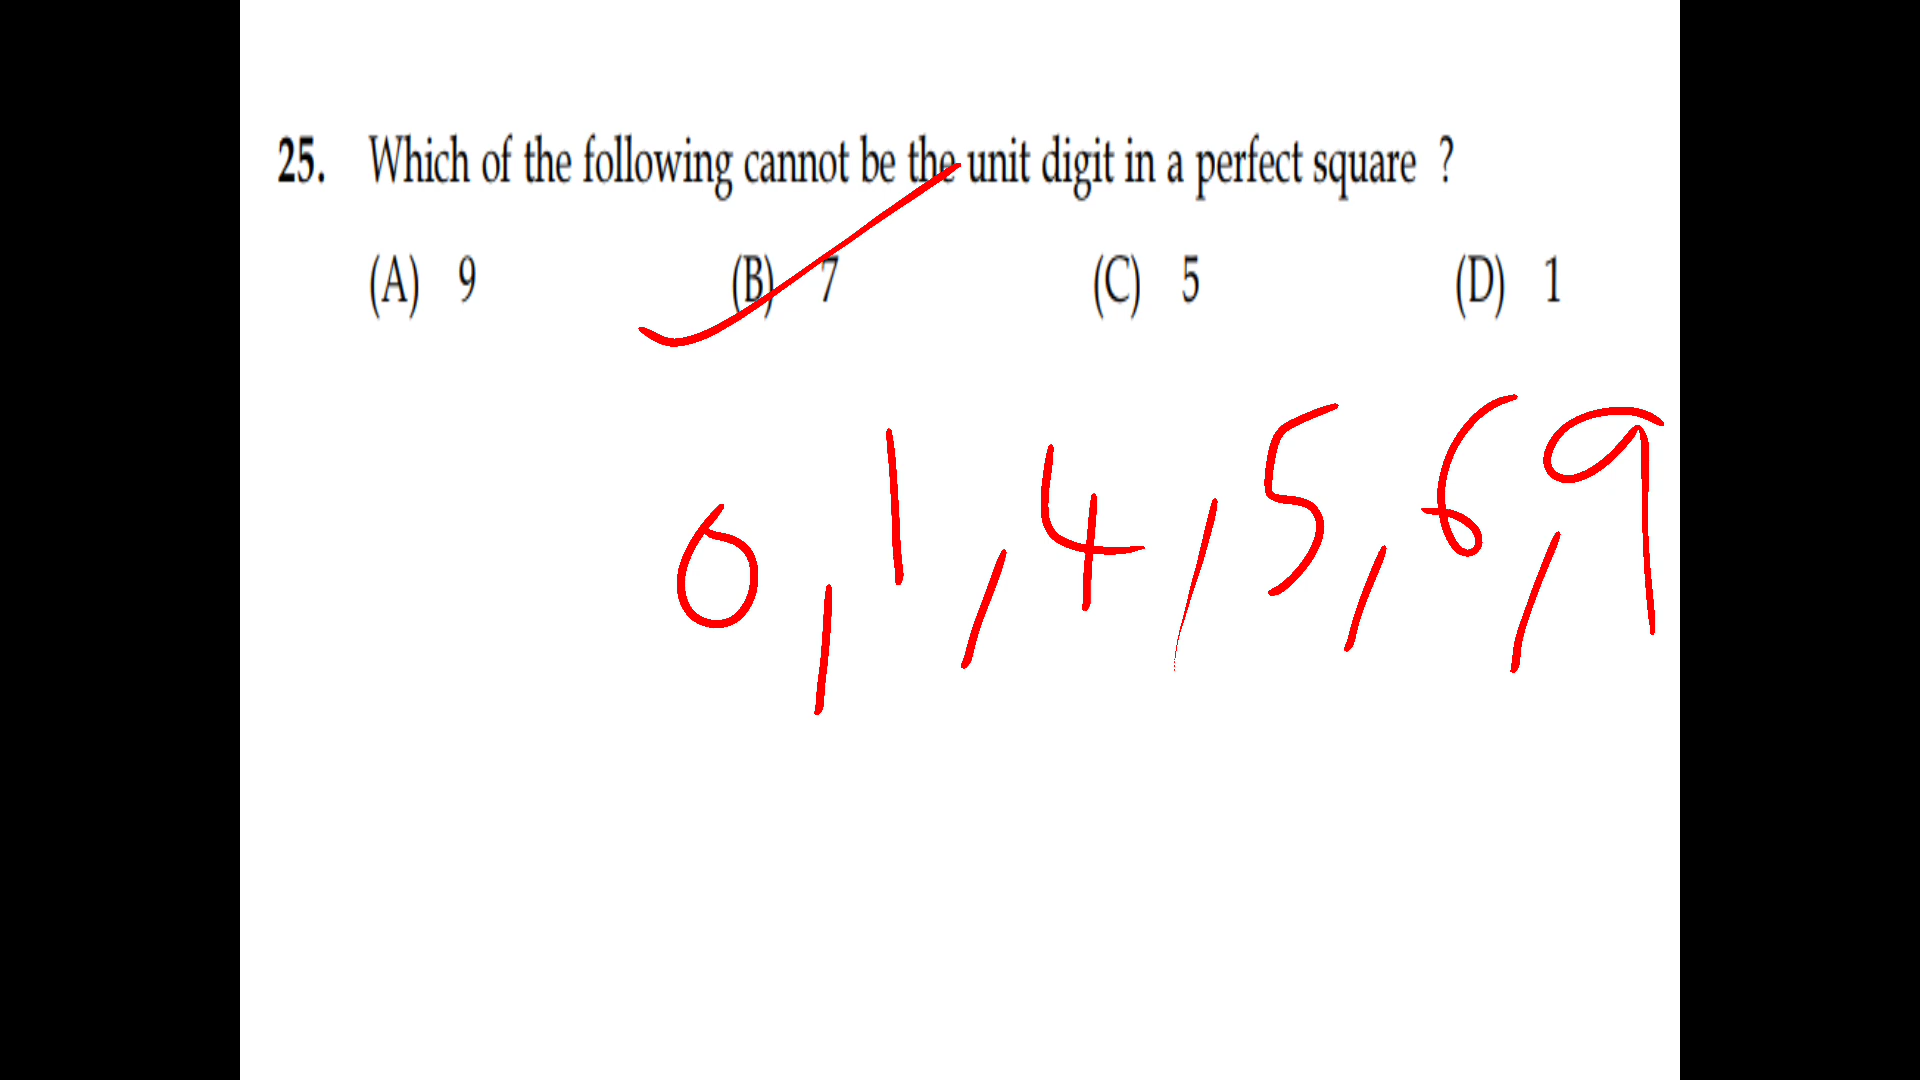 25. Which of the following cannot be the unit digit in a perfect square ?
(A) 9 (B) 7 (C) 5 (D) 1
0, 1, 4, 5, 6, 9